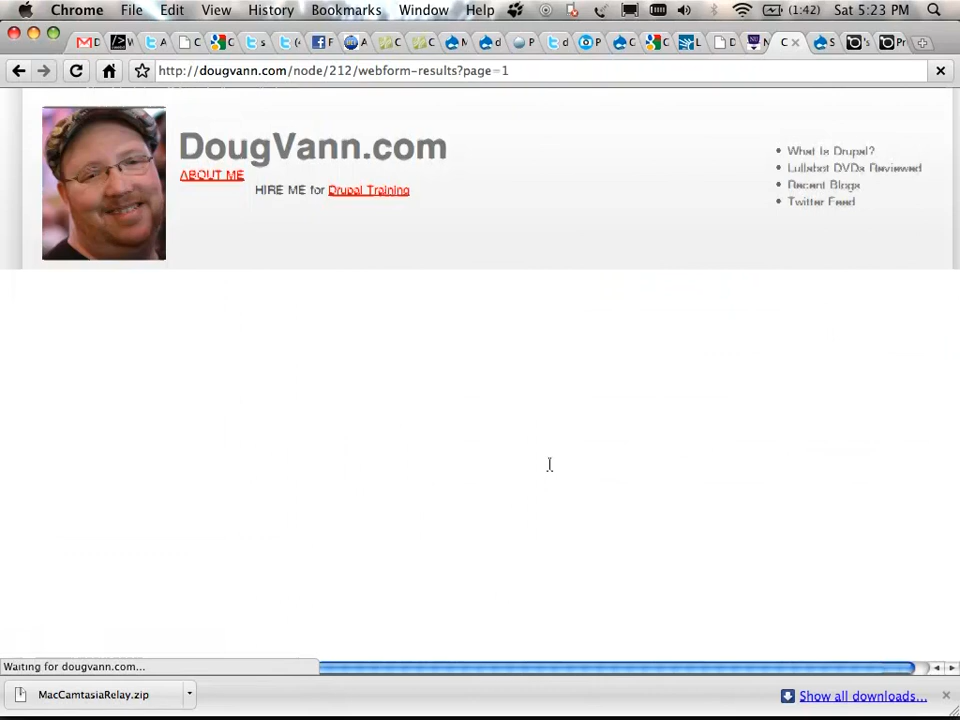 Chrome File Edit View History Bookmarks Window Help (1:42) Sat 5:23 PM
D W A C C s ( F A C C M d P d P C C L D N C S 's Pr
http://dougvann.com/node/212/webform-results?page=1
DougVann.com
ABOUT ME
HIRE ME for Drupal Training
What Is Drupal?
Lullabot DVDs Reviewed
Recent Blogs
Twitter Feed
Waiting for dougvann.com...
MacCamtasiaRelay.zip
Show all downloads...